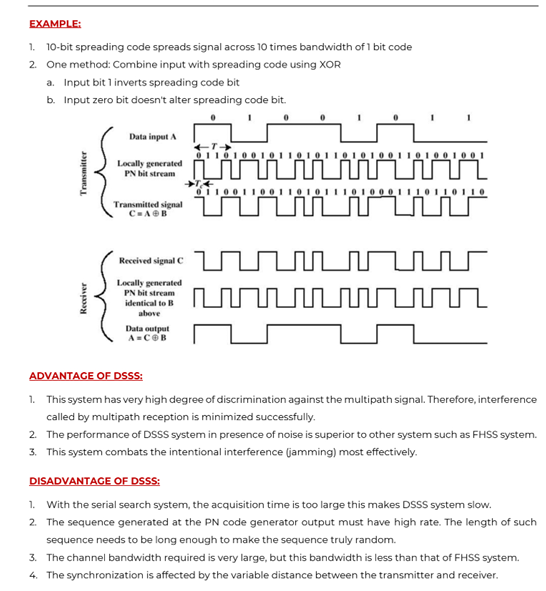 EXAMPLE:
1. 10-bit spreading code spreads signal across 10 times bandwidth of 1 bit code
2. One method: Combine input with spreading code using XOR
a. Input bit 1 inverts spreading code bit
b. Input zero bit doesn't alter spreading code bit.
0 1 0 0 1 0 1 1
Data input A
T
Transmitter
Locally generated
PN bit stream
0 1 1 0 1 0 0 1 0 1 1 0 1 0 1 1 0 1 0 1 0 0 1 1 0 1 0 0 1 0 0 1
Tc
0 1 1 0 0 1 1 0 0 1 1 0 1 0 1 1 1 0 1 0 0 0 1 1 1 0 1 1 0 1 1 0
Transmitted signal
C = A ⊕ B
Receiver
Received signal C
Locally generated
PN bit stream
identical to B
above
Data output
A = C ⊕ B
ADVANTAGE OF DSSS:
1. This system has very high degree of discrimination against the multipath signal. Therefore, interference
called by multipath reception is minimized successfully.
2. The performance of DSSS system in presence of noise is superior to other system such as FHSS system.
3. This system combats the intentional interference (jamming) most effectively.
DISADVANTAGE OF DSSS:
1. With the serial search system, the acquisition time is too large this makes DSSS system slow.
2. The sequence generated at the PN code generator output must have high rate. The length of such
sequence needs to be long enough to make the sequence truly random.
3. The channel bandwidth required is very large, but this bandwidth is less than that of FHSS system.
4. The synchronization is affected by the variable distance between the transmitter and receiver.